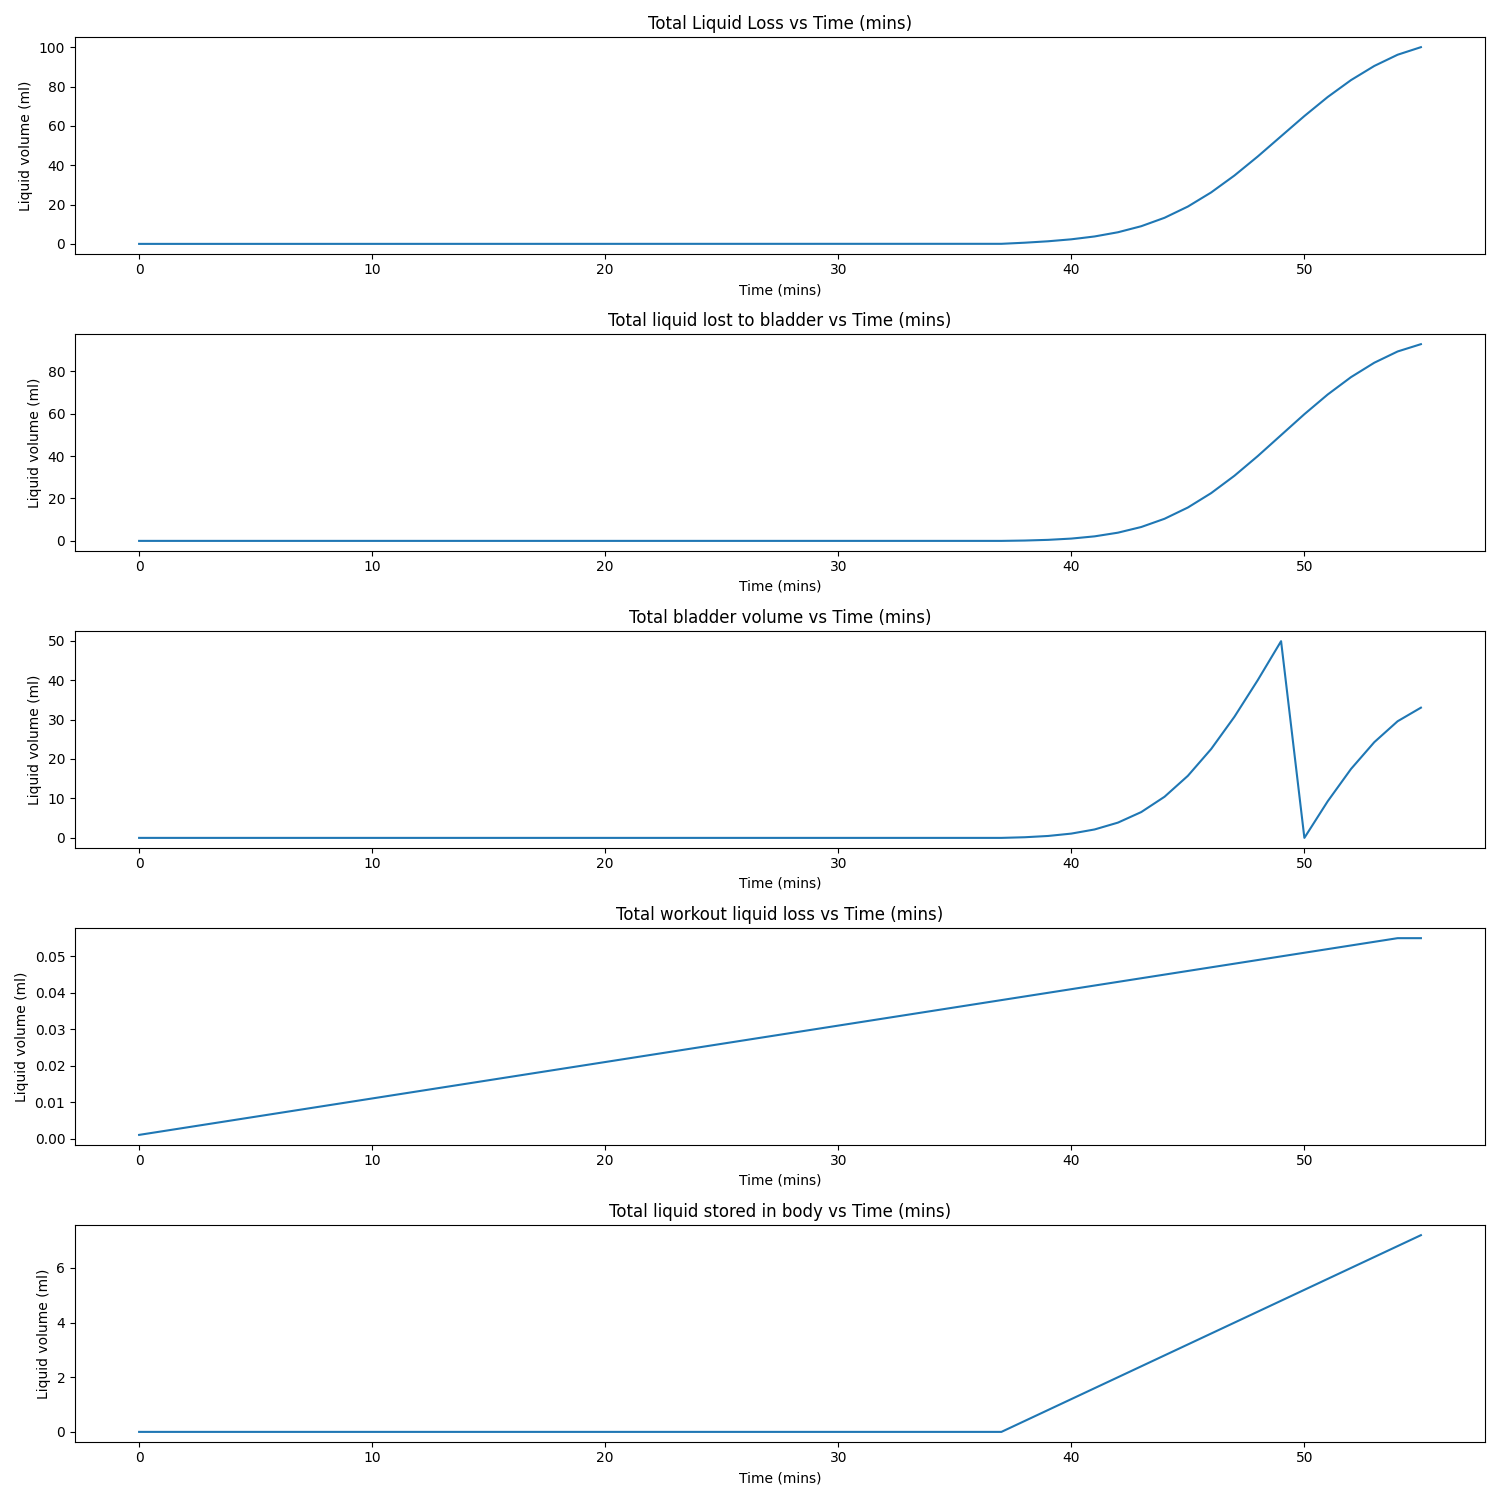 Total Liquid Loss vs Time (mins)
100
80
60
40
20
0
Liquid volume (ml)
0 10 20 30 40 50
Time (mins)
Total liquid lost to bladder vs Time (mins)
80
60
40
20
0
Liquid volume (ml)
0 10 20 30 40 50
Time (mins)
Total bladder volume vs Time (mins)
50
40
30
20
10
0
Liquid volume (ml)
0 10 20 30 40 50
Time (mins)
Total workout liquid loss vs Time (mins)
0.05
0.04
0.03
0.02
0.01
0.00
Liquid volume (ml)
0 10 20 30 40 50
Time (mins)
Total liquid stored in body vs Time (mins)
6
4
2
0
Liquid volume (ml)
0 10 20 30 40 50
Time (mins)